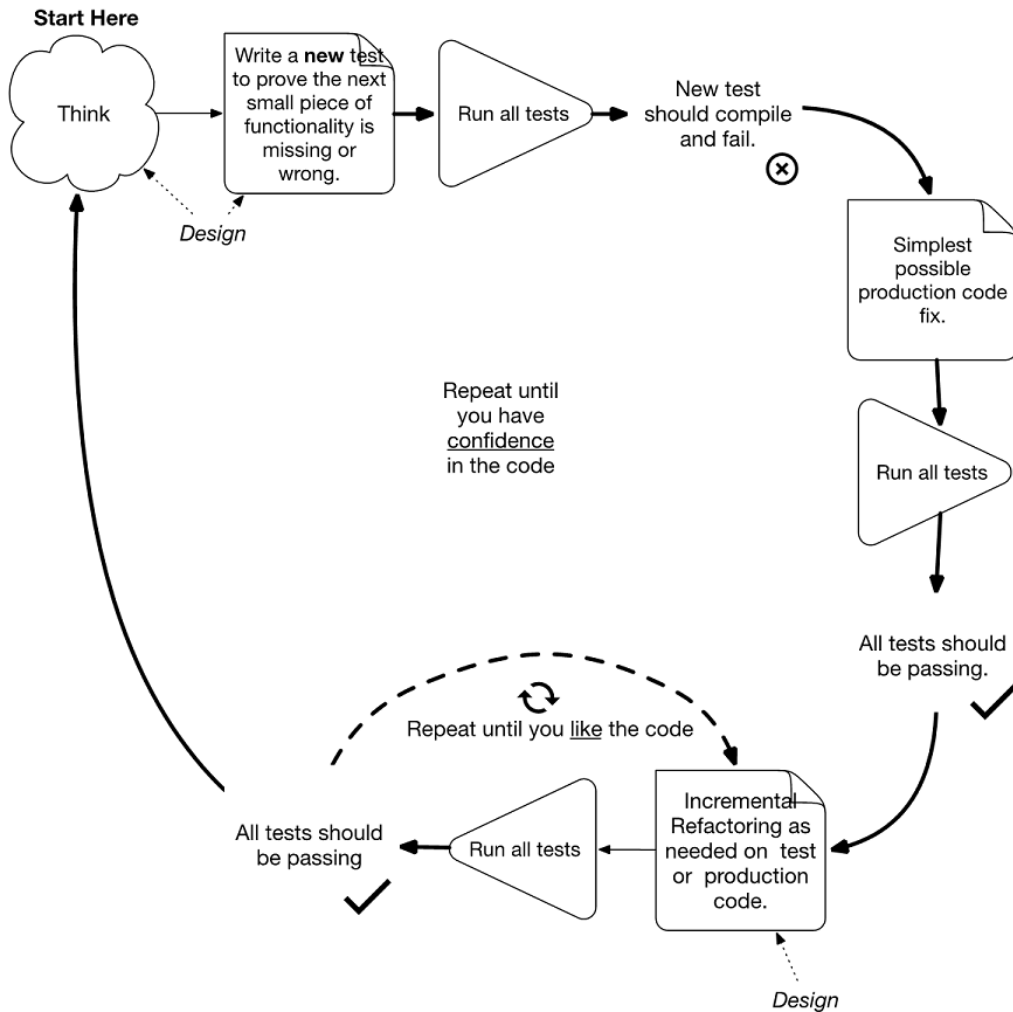 Start Here
Think
Write a new test
to prove the next
small piece of
functionality is
missing or
wrong.
Design
Run all tests
New test
should compile
and fail.
Simplest
possible
production code
fix.
Run all tests
All tests should
be passing.
Repeat until
you have
confidence
in the code
Repeat until you like the code
Incremental
Refactoring as
needed on test
or production
code.
Design
Run all tests
All tests should
be passing